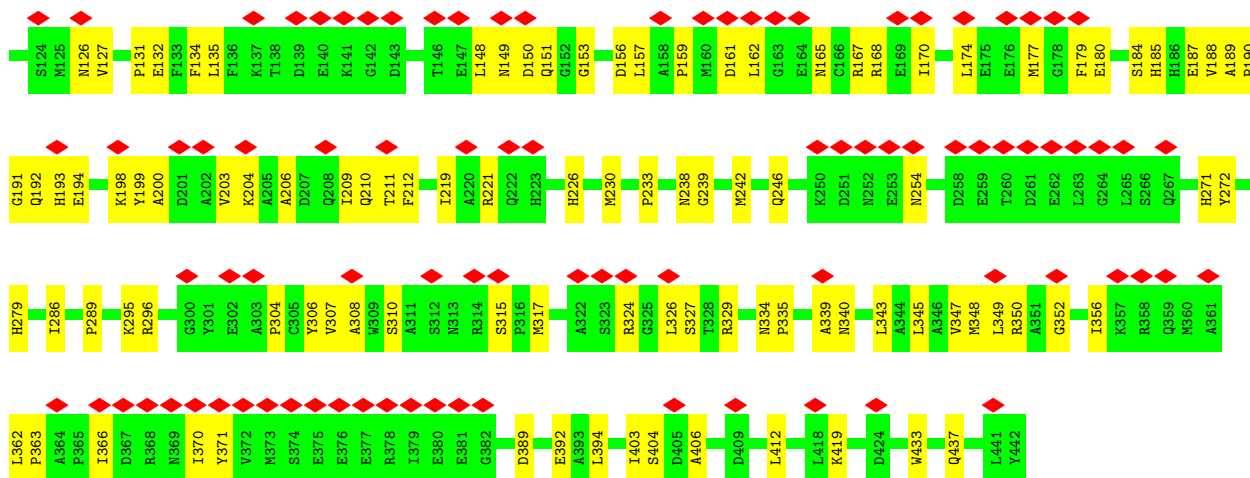 S124 M125 N126 V127 P131 E132 F133 F134 L135 F136 K137 T138 D139 E140 K141 G142 D143 T146 E147 L148 N149 D150 Q151 G152 G153 D156 L157 A158 P159 M160 D161 L162 G163 E164 N165 C166 R167 R168 E169 I170 L174 E175 E176 M177 G178 F179 E180 S184 H185 H186 E187 V188 A189 P190
G191 Q192 H193 E194 K198 Y199 A200 D201 A202 V203 K204 A205 A206 D207 Q208 I209 Q210 T211 F212 I219 A220 R221 Q222 H223 H226 M230 P233 N238 G239 M242 Q246 K250 D251 N252 E253 N254 D258 E259 T260 D261 E262 L263 G264 L265 S266 Q267 H271 Y272
H279 I286 P289 K295 R296 G300 Y301 E302 A303 P304 C305 Y306 Y307 A308 W309 S310 A311 S312 N313 R314 S315 P316 M317 A322 S323 R324 G325 L326 S327 T328 R329 N334 P335 A339 N340 L343 A344 L345 A346 V347 M348 L349 R350 A351 G352 I356 K357 R358 Q359 M360 A361
L362 P363 A364 P365 I366 D367 R368 N369 I370 Y371 V372 M373 S374 E375 E376 E377 R378 I379 E380 E381 G382 D389 E392 A393 L394 I403 S404 D405 A406 D409 L412 L418 K419 D424 W433 Q437 L441 Y442